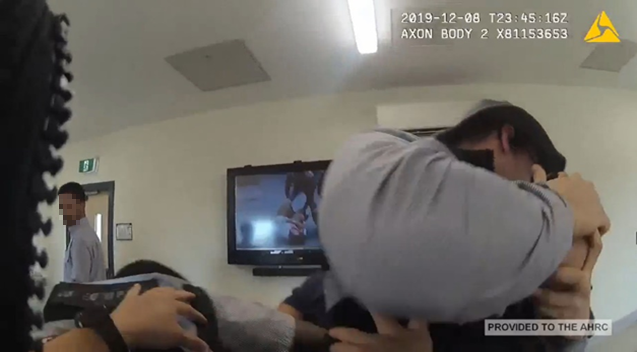 2019-12-08 T23:45:16Z
AXON BODY 2 X81153653
PROVIDED TO THE AHRC